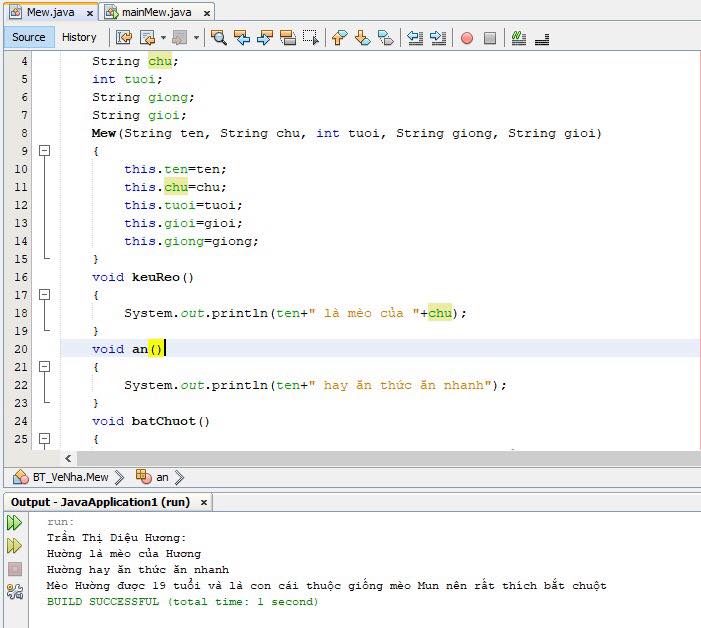 Mew.java x mainMew.java x
Source History
4 String chu;
5 int tuoi;
6 String giong;
7 String gioi;
8 Mew(String ten, String chu, int tuoi, String giong, String gioi)
9 {
10 this.ten=ten;
11 this.chu=chu;
12 this.tuoi=tuoi;
13 this.gioi=gioi;
14 this.giong=giong;
15 }
16 void keuReo()
17 {
18 System.out.println(ten+" là mèo của "+chu);
19 }
20 void an()
21 {
22 System.out.println(ten+" hay ăn thức ăn nhanh");
23 }
24 void batChuot()
25 {
BT_VeNha.Mew an
Output - JavaApplication1 (run) x
run:
Trần Thị Diệu Hương:
Hường là mèo của Hương
Hường hay ăn thức ăn nhanh
Mèo Hường được 19 tuổi và là con cái thuộc giống mèo Mun nên rất thích bắt chuột
BUILD SUCCESSFUL (total time: 1 second)